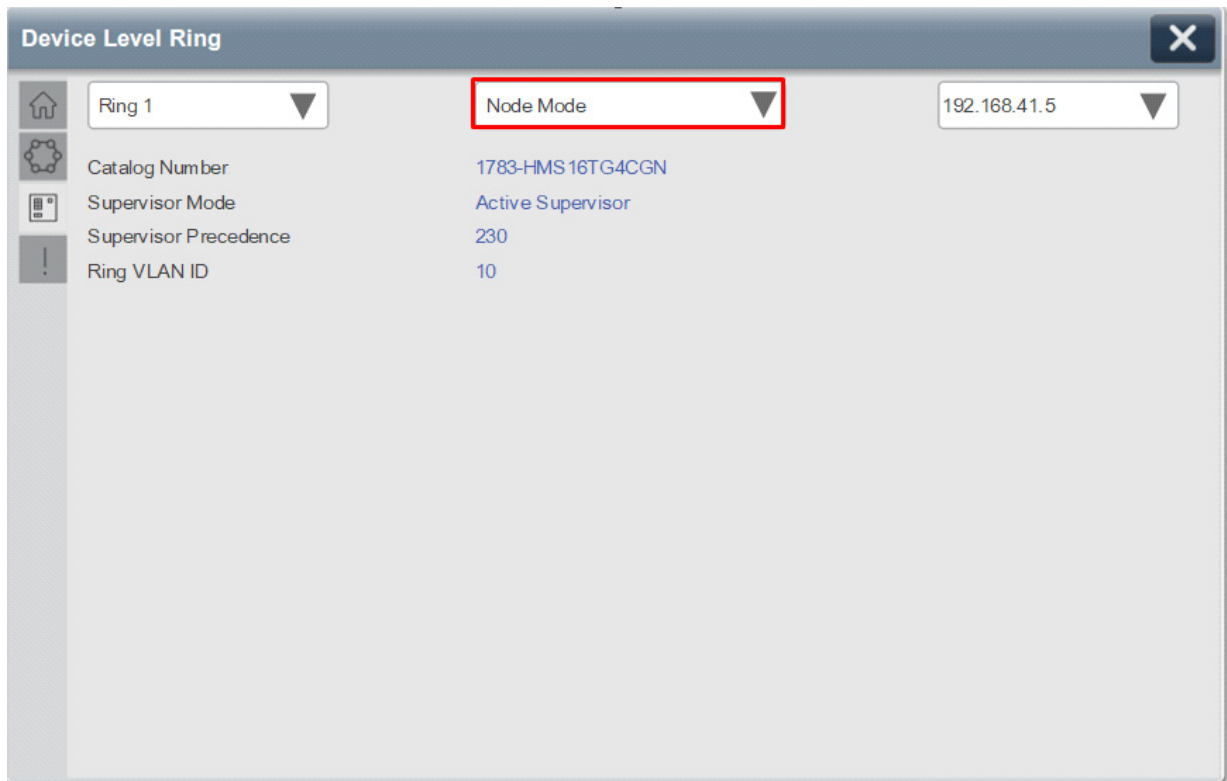 Device Level Ring
Ring 1
Node Mode
192.168.41.5
Catalog Number 1783-HMS16TG4CGN
Supervisor Mode Active Supervisor
Supervisor Precedence 230
Ring VLAN ID 10